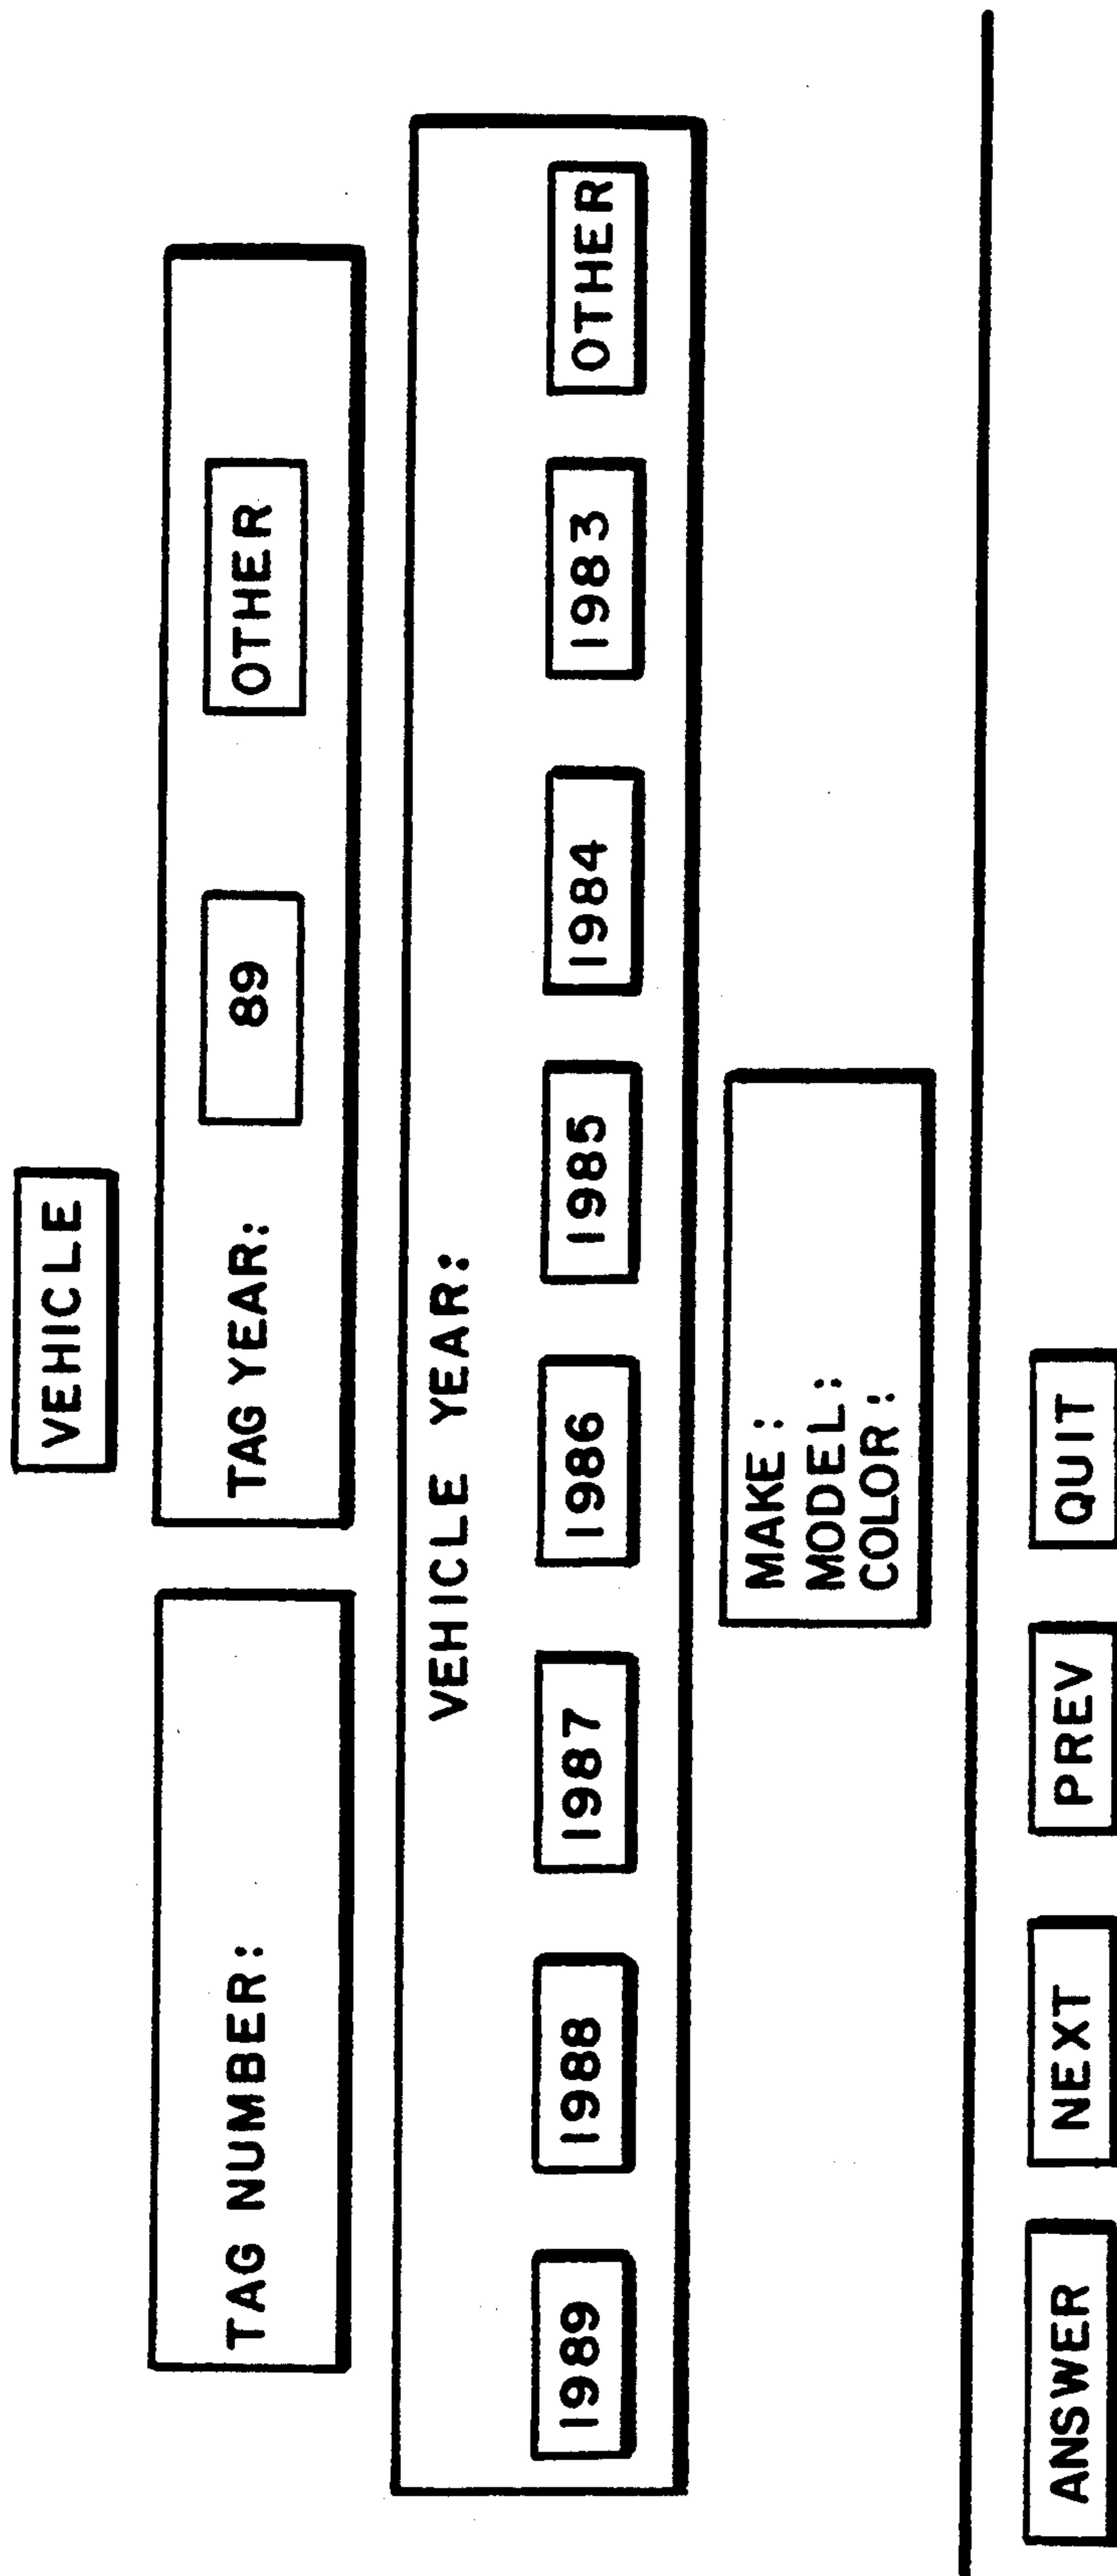 VEHICLE
TAG NUMBER: TAG YEAR: 89 OTHER
VEHICLE YEAR:
1989 1988 1987 1986 1985 1984 1983 OTHER
MAKE:
MODEL:
COLOR:
ANSWER NEXT PREV QUIT